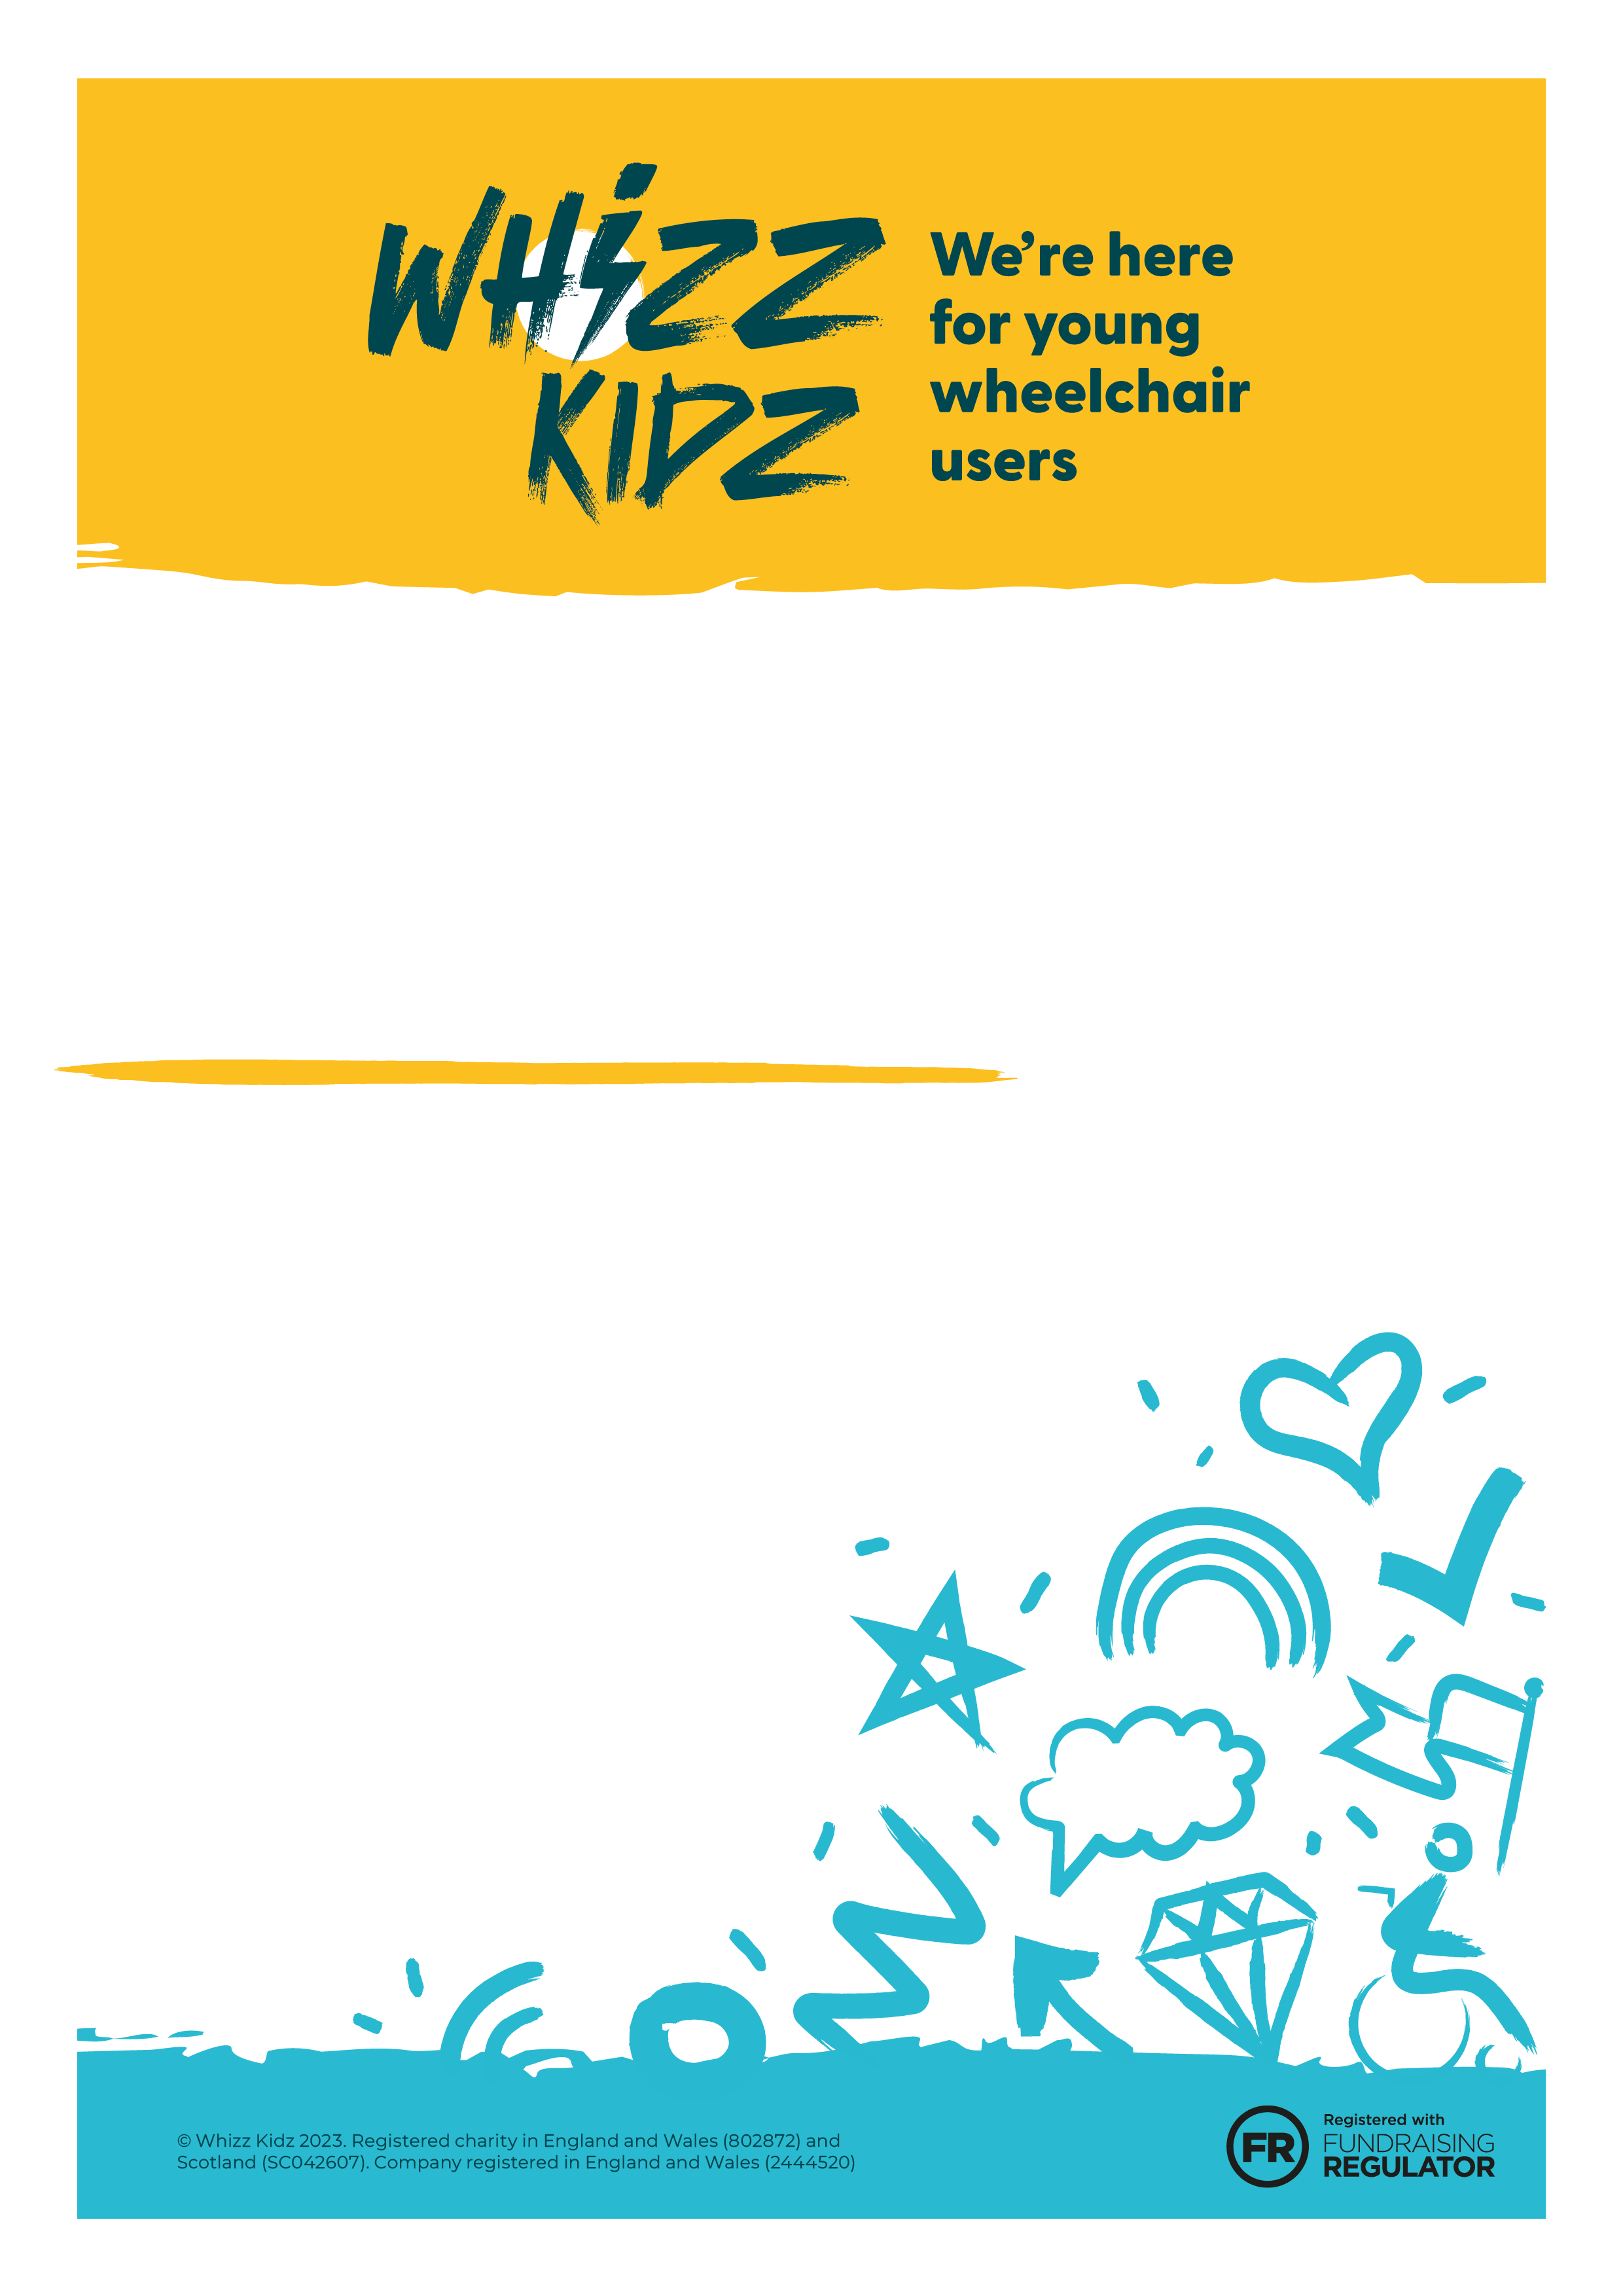 WHiZZ
KIDZ
We’re here
for young
wheelchair
users
© Whizz Kidz 2023. Registered charity in England and Wales (802872) and
Scotland (SC042607). Company registered in England and Wales (2444520)
FR
Registered with
FUNDRAISING
REGULATOR